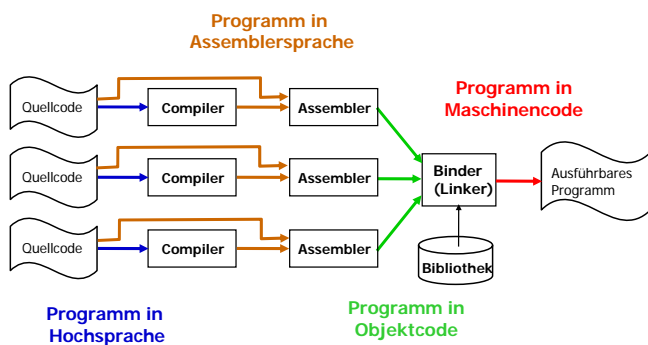 Programm in
Assemblersprache
Quellcode
Compiler
Assembler
Programm in
Maschinencode
Quellcode
Compiler
Assembler
Binder
(Linker)
Ausführbares
Programm
Quellcode
Compiler
Assembler
Bibliothek
Programm in
Hochsprache
Programm in
Objektcode